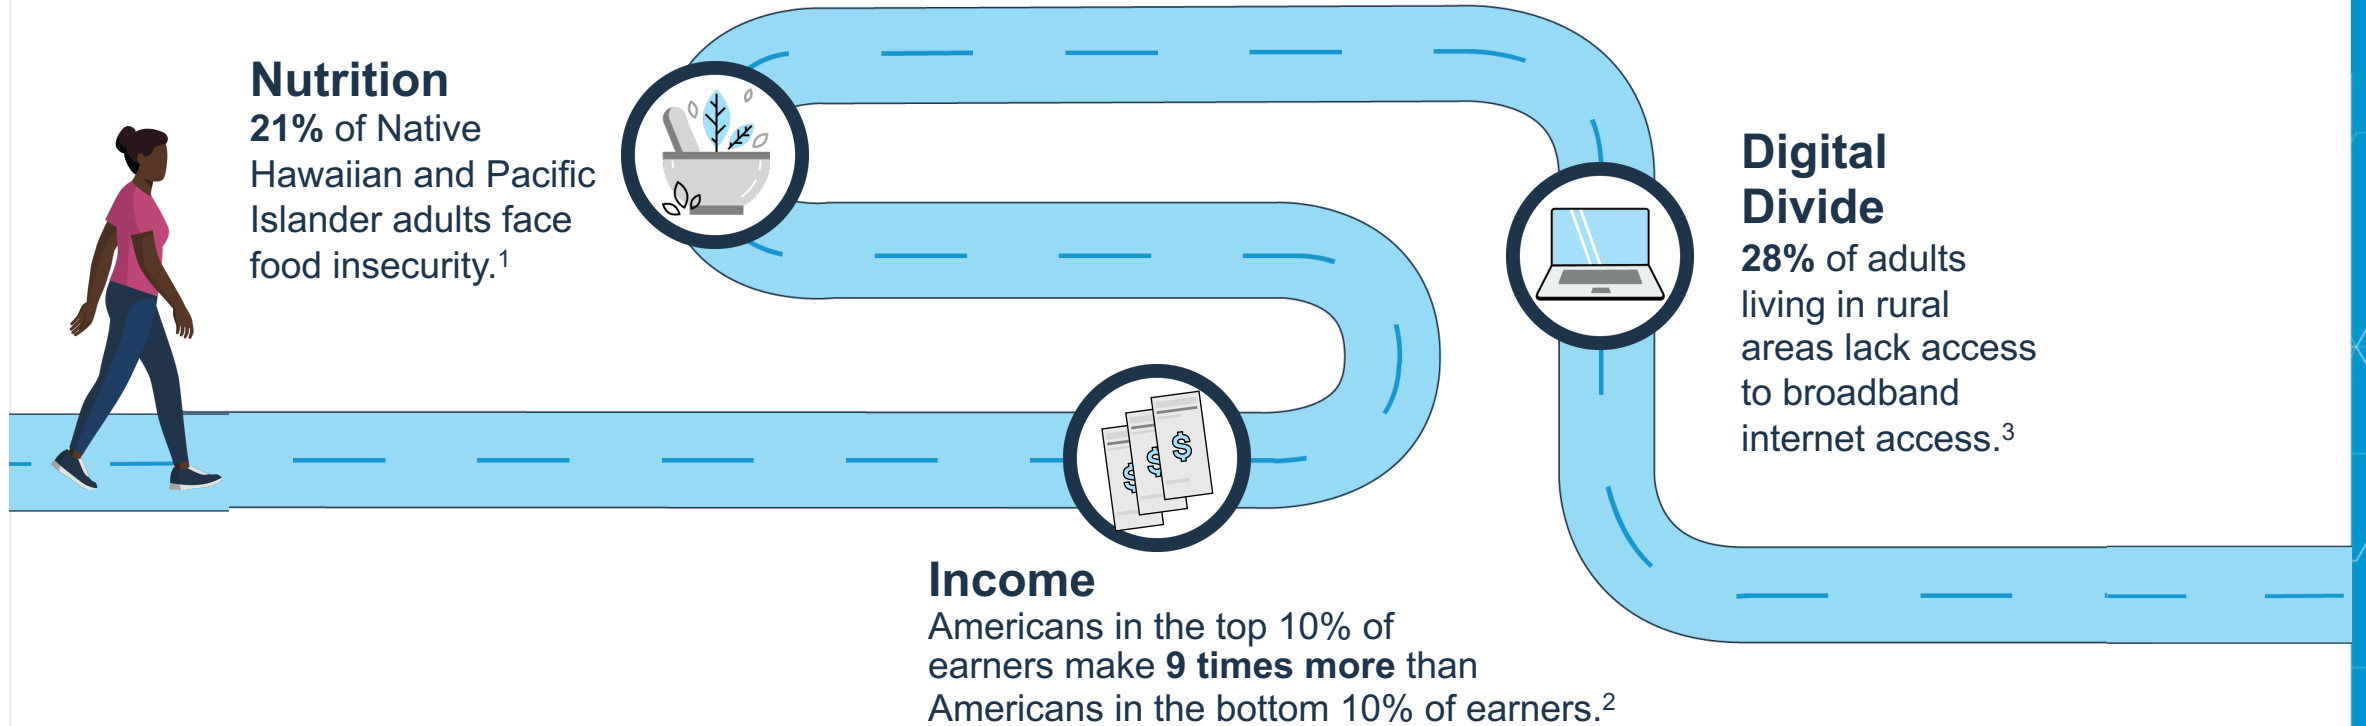 Nutrition
21% of Native
Hawaiian and Pacific
Islander adults face
food insecurity.1
Digital
Divide
28% of adults
living in rural
areas lack access
to broadband
internet access.3
$ $ $
Income
Americans in the top 10% of
earners make 9 times more than
Americans in the bottom 10% of earners.2